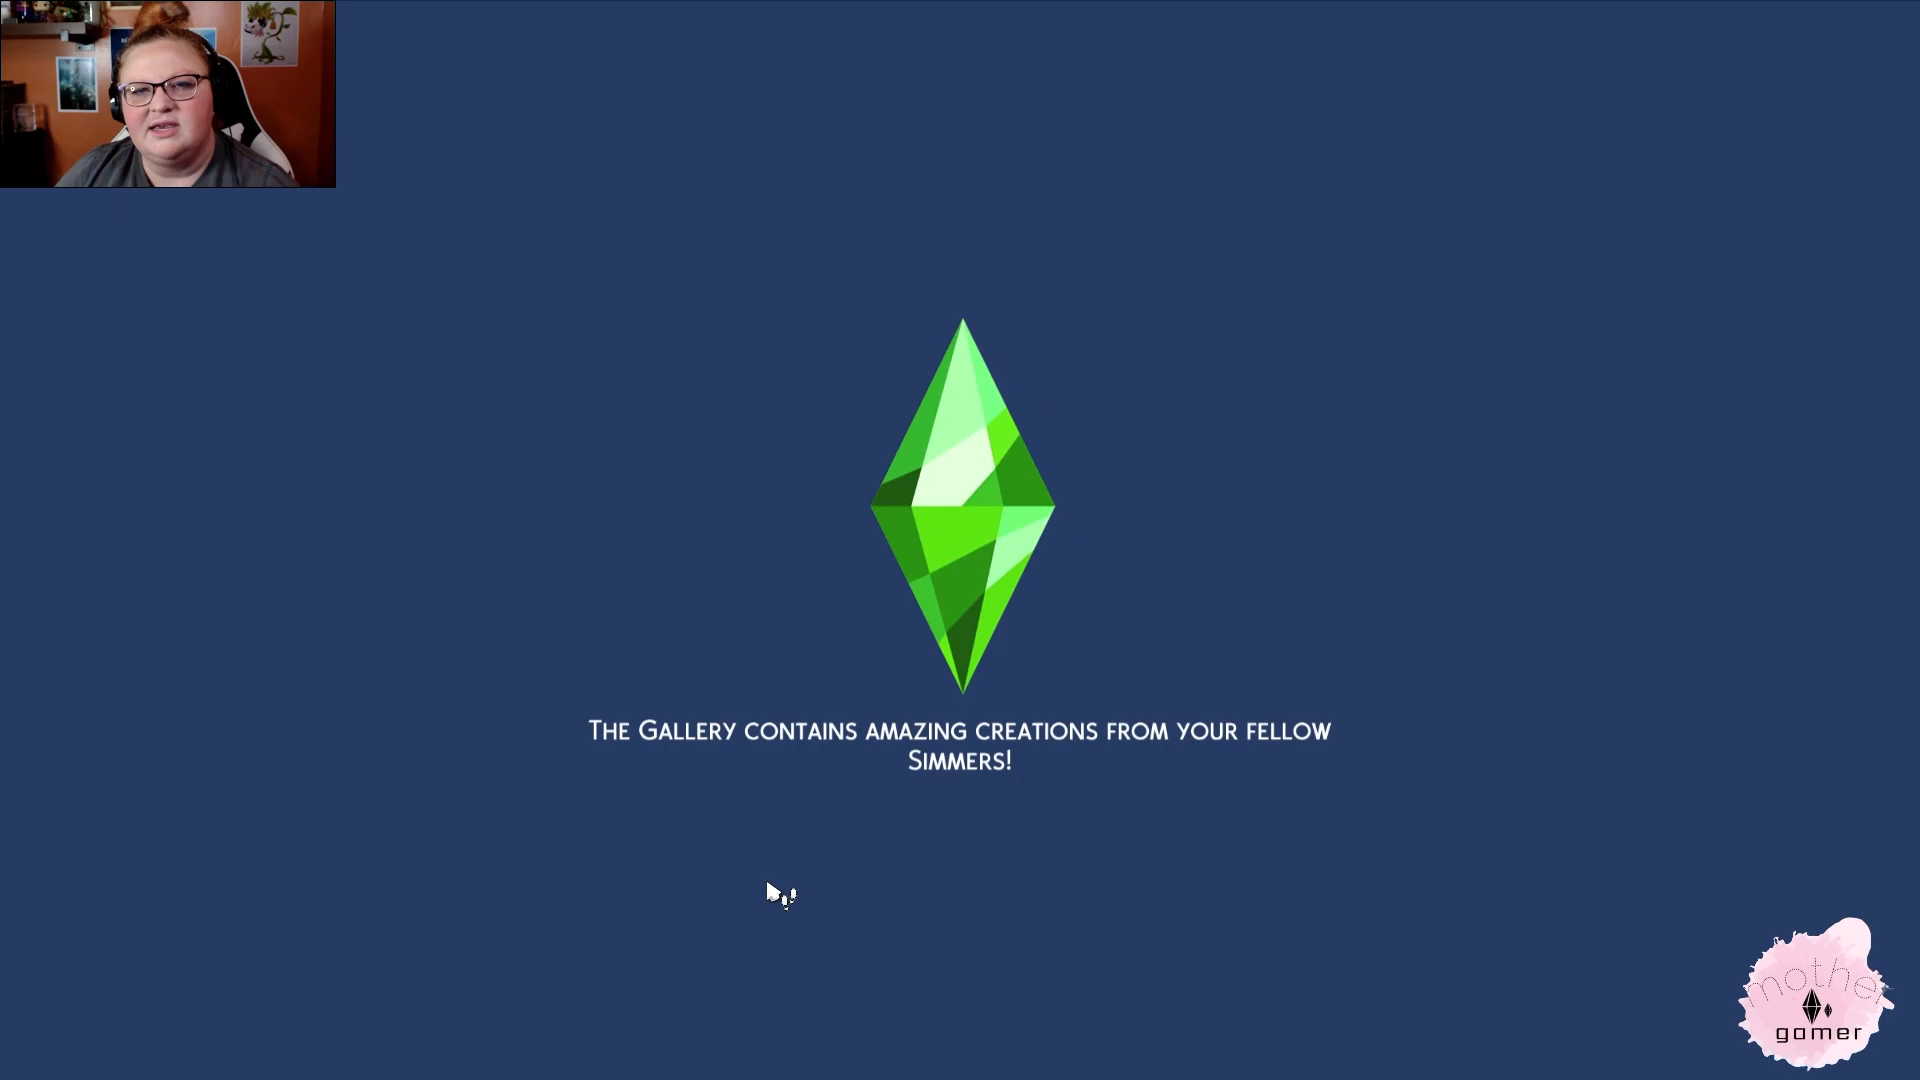 The Gallery contains amazing creations from your fellow
Simmers!
mother
gamer